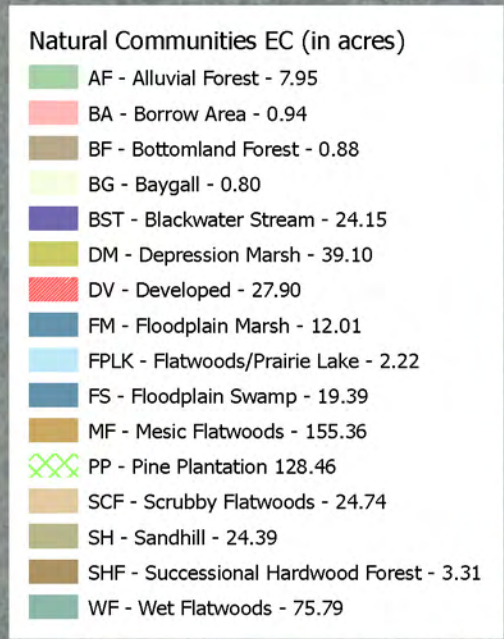 Natural Communities EC (in acres)
AF - Alluvial Forest - 7.95
BA - Borrow Area - 0.94
BF - Bottomland Forest - 0.88
BG - Baygall - 0.80
BST - Blackwater Stream - 24.15
DM - Depression Marsh - 39.10
DV - Developed - 27.90
FM - Floodplain Marsh - 12.01
FPLK - Flatwoods/Prairie Lake - 2.22
FS - Floodplain Swamp - 19.39
MF - Mesic Flatwoods - 155.36
PP - Pine Plantation 128.46
SCF - Scrubby Flatwoods - 24.74
SH - Sandhill - 24.39
SHF - Successional Hardwood Forest - 3.31
WF - Wet Flatwoods - 75.79